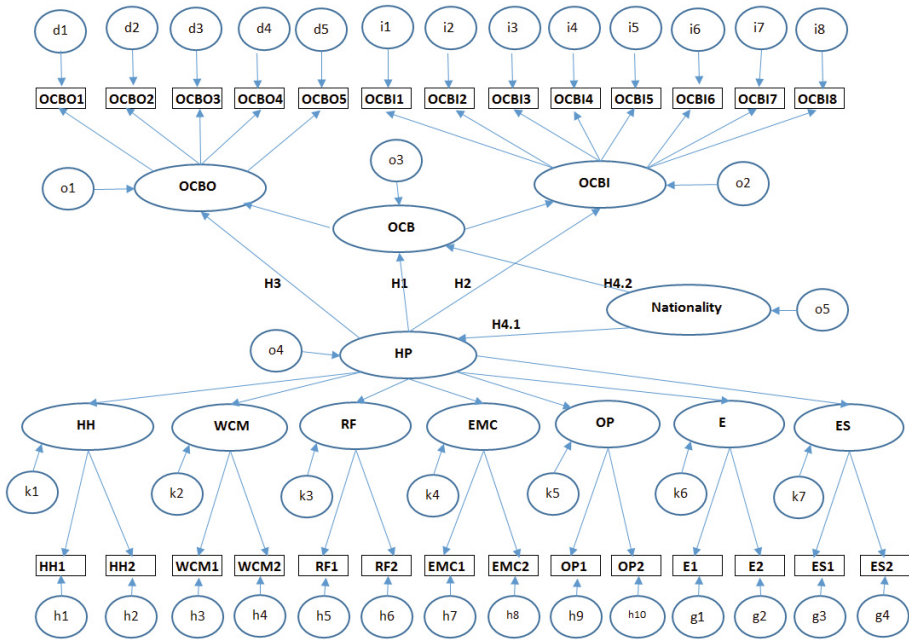 d1 d2 d3 d4 d5 i1 i2 i3 i4 i5 i6 i7 i8
OCBO1 OCBO2 OCBO3 OCBO4 OCBO5 OCBI1 OCBI2 OCBI3 OCBI4 OCBI5 OCBI6 OCBI7 OCBI8
o3
o1 OCBO OCBI o2
OCB
H3 H1 H2 H4.2
Nationality o5
H4.1
o4 HP
HH WCM RF EMC OP E ES
k1 k2 k3 k4 k5 k6 k7
HH1 HH2 WCM1 WCM2 RF1 RF2 EMC1 EMC2 OP1 OP2 E1 E2 ES1 ES2
h1 h2 h3 h4 h5 h6 h7 h8 h9 h10 g1 g2 g3 g4